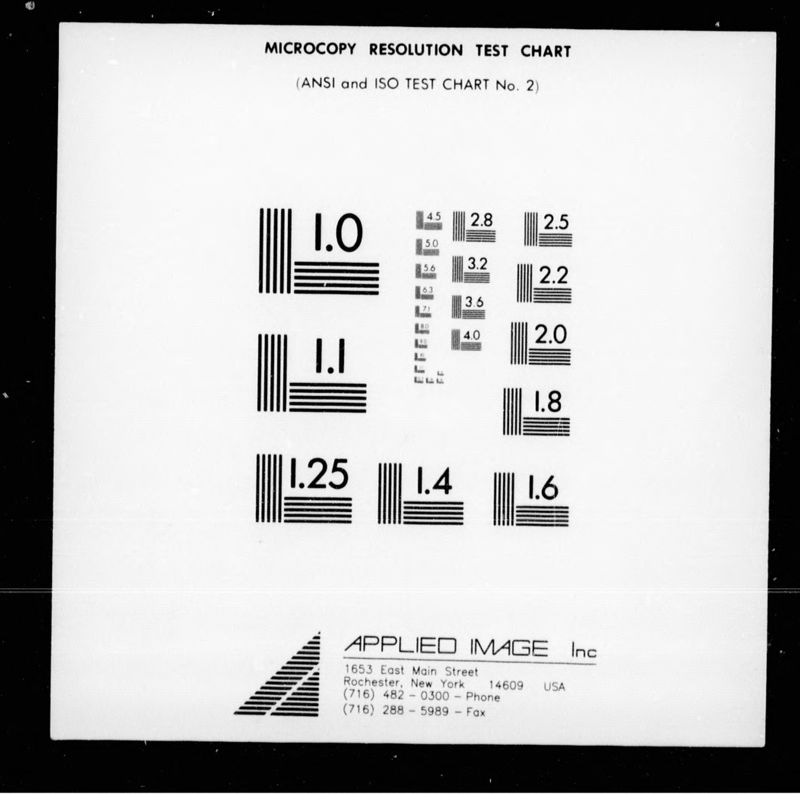 MICROCOPY RESOLUTION TEST CHART
(ANSI and ISO TEST CHART No. 2)
1.0
1.1
1.25
1.4
1.6
1.8
2.0
2.2
2.5
2.8
3.2
3.6
4.0
4.5
5.0
5.6
6.3
7.1
8.0
APPLIED IMAGE Inc
1653 East Main Street
Rochester, New York 14609 USA
(716) 482 - 0300 - Phone
(716) 288 - 5989 - Fax